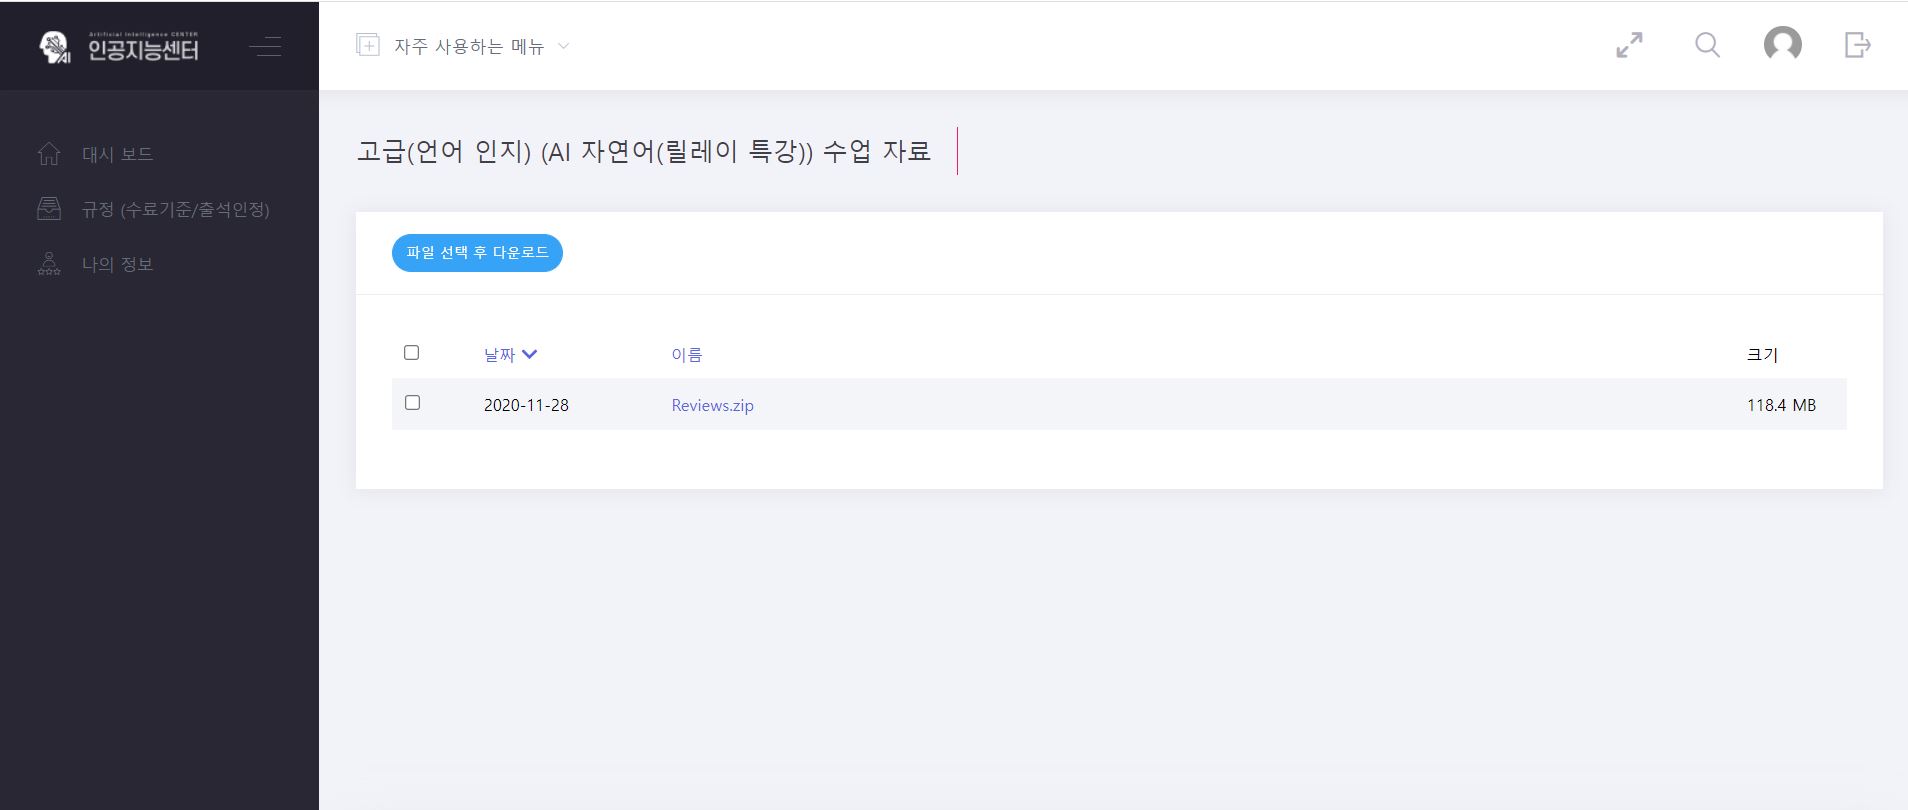 Artificial Intelligence CENTER
인공지능센터
AI
자주 사용하는 메뉴
대시 보드
규정 (수료기준/출석인정)
나의 정보
고급(언어 인지) (AI 자연어(릴레이 특강)) 수업 자료
파일 선택 후 다운로드
날짜 이름 크기
2020-11-28 Reviews.zip 118.4 MB